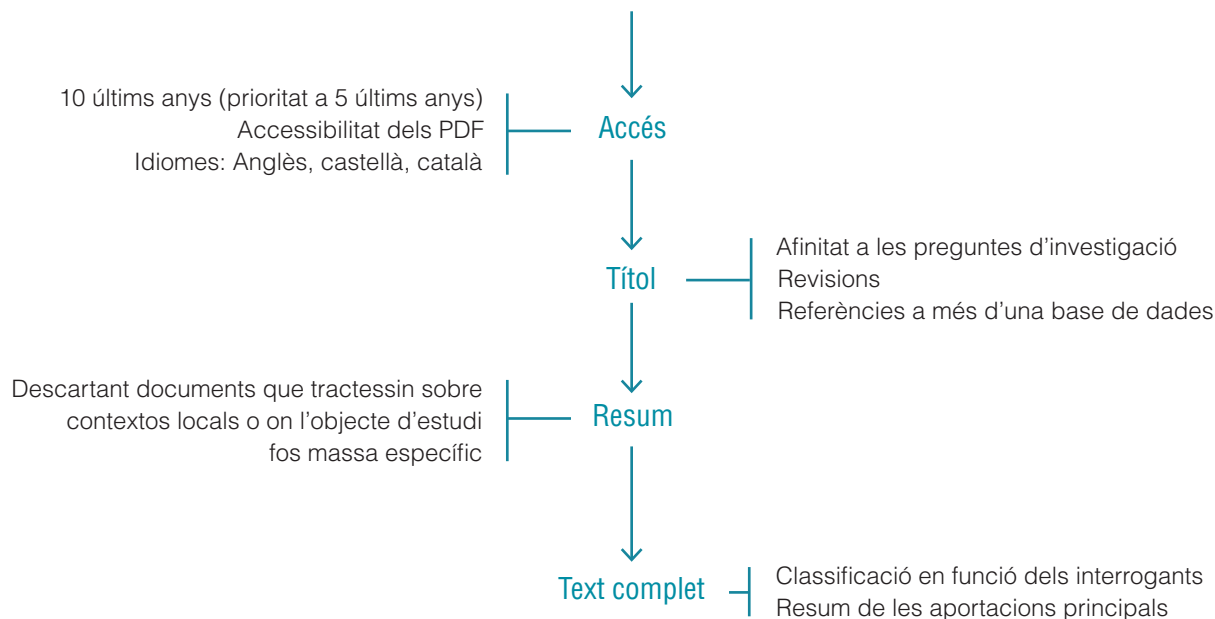 10 últims anys (prioritat a 5 últims anys)
Accessibilitat dels PDF
Idiomes: Anglès, castellà, català
Accés
Títol
Afinitat a les preguntes d’investigació
Revisions
Referències a més d’una base de dades
Descartant documents que tractessin sobre
contextos locals o on l’objecte d’estudi
fos massa específic
Resum
Text complet
Classificació en funció dels interrogants
Resum de les aportacions principals